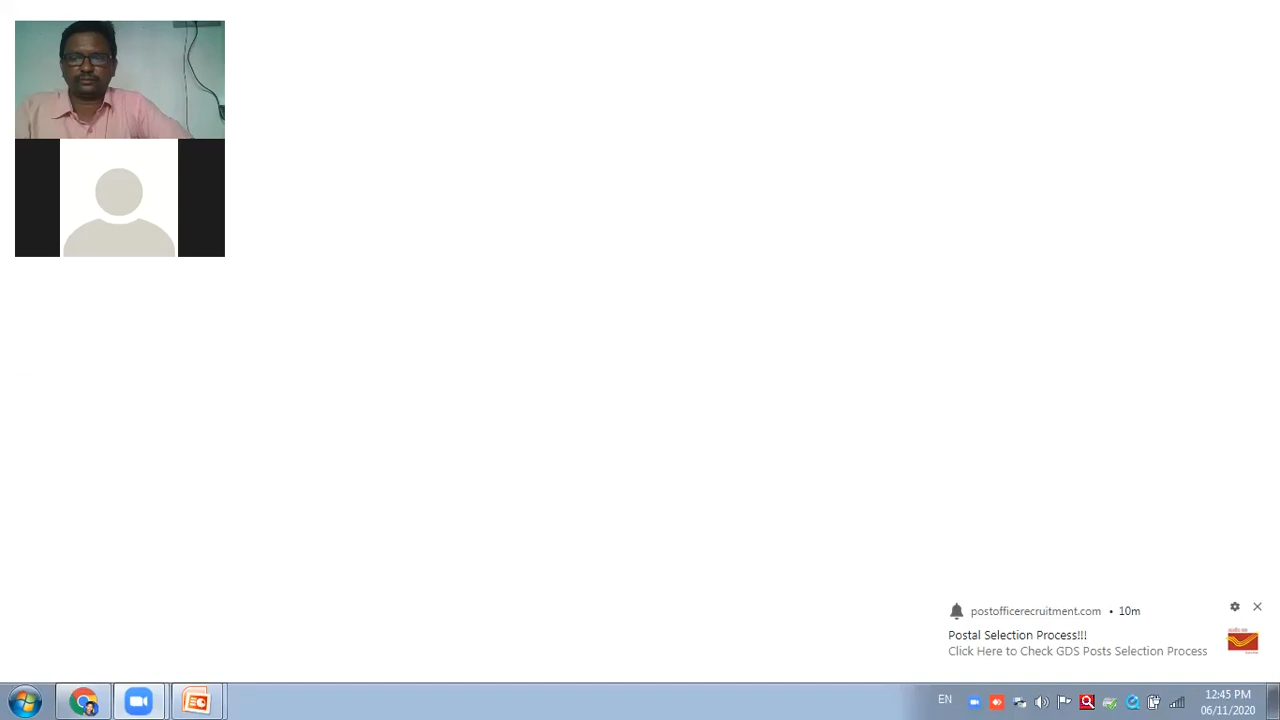 postofficerecruitment.com • 10m
Postal Selection Process!!!
Click Here to Check GDS Posts Selection Process
EN
12:45 PM
06/11/2020